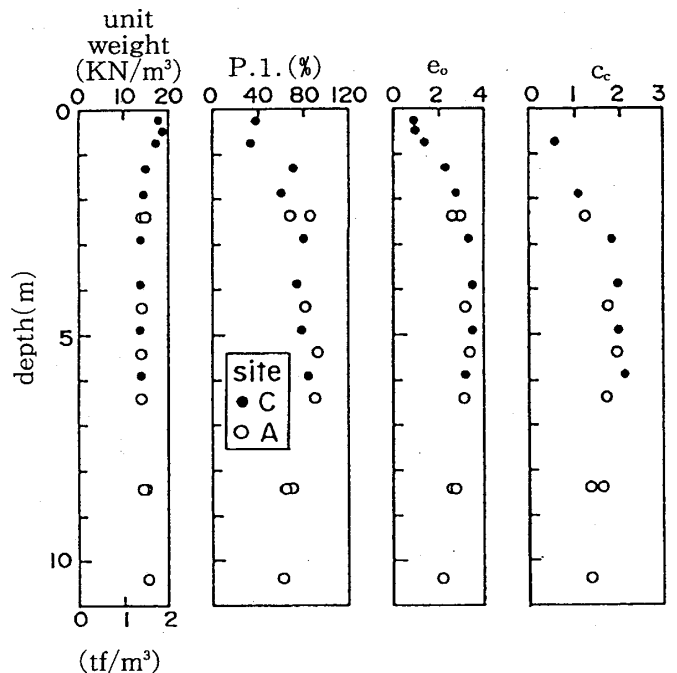 unit
weight
(KN/m³) P.1.(%) e₀ c꜀
0 10 20 0 40 80 120 0 2 4 0 1 2 3
0
depth(m)
5
10
site
● C
○ A
0 1 2
(tf/m³)